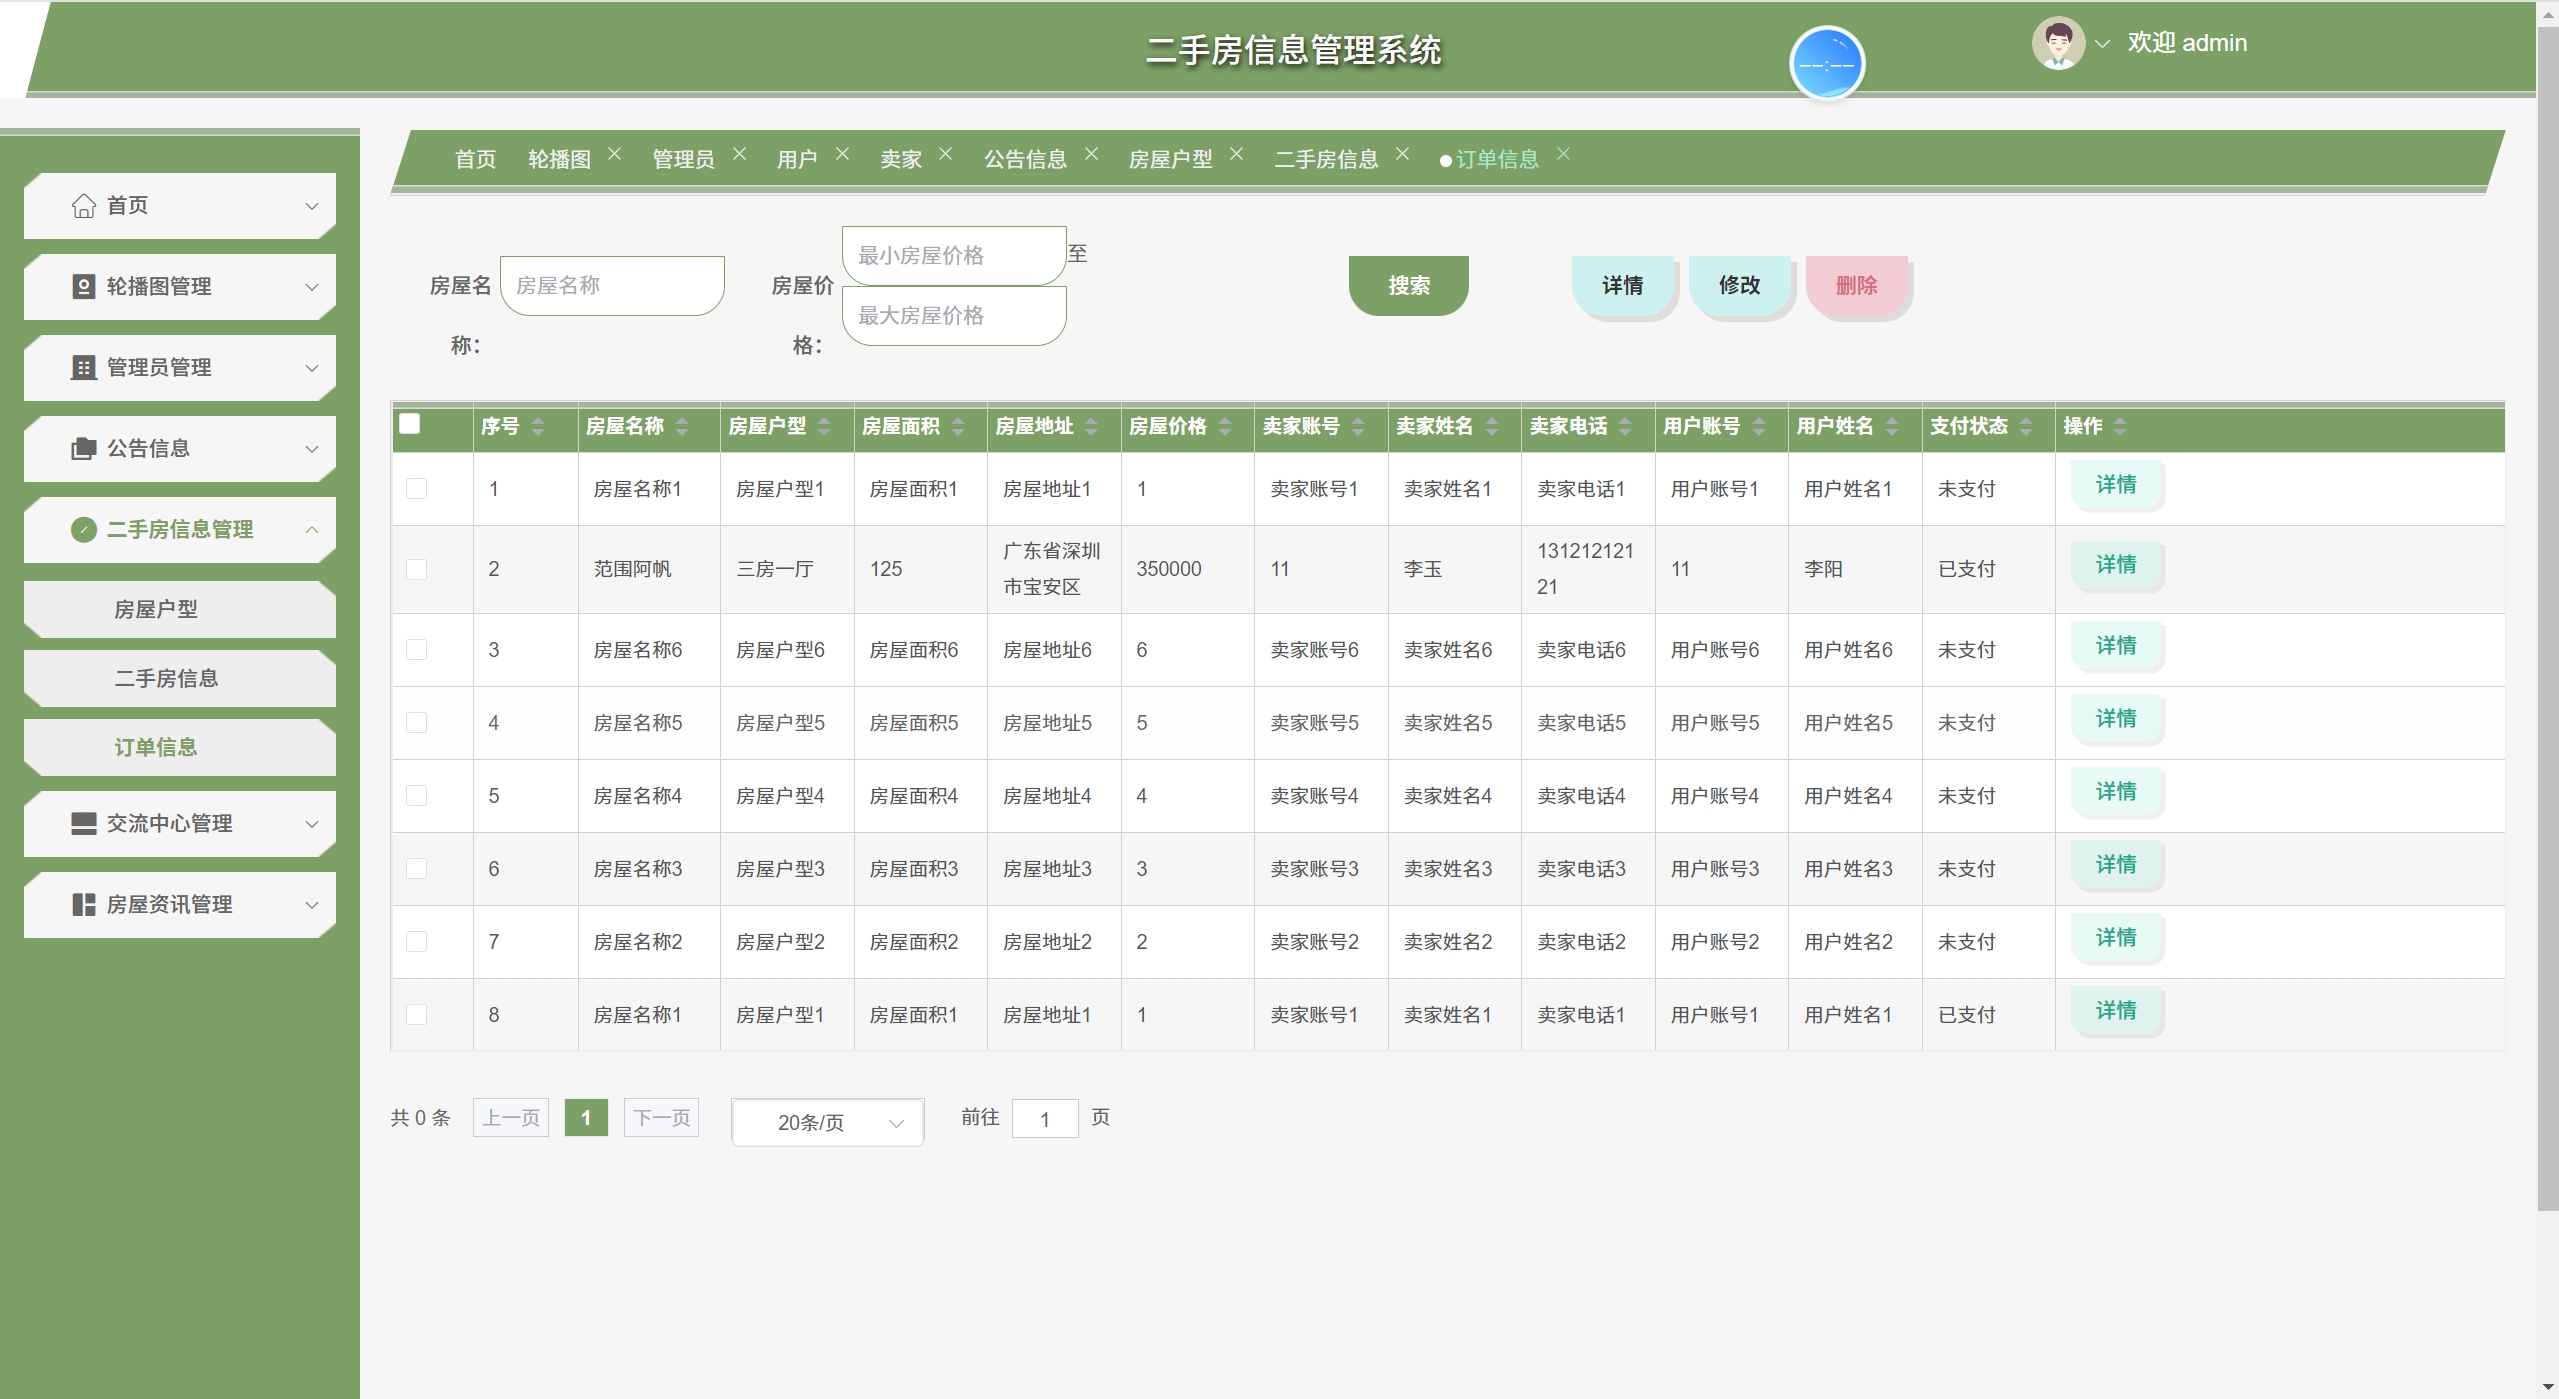 二手房信息管理系统
--:--
欢迎 admin
首页 轮播图 管理员 用户 卖家 公告信息 房屋户型 二手房信息 订单信息
首页
轮播图管理
管理员管理
公告信息
二手房信息管理
房屋户型
二手房信息
订单信息
交流中心管理
房屋资讯管理
房屋名称：
房屋名称
房屋价格：
最小房屋价格 至
最大房屋价格
搜索 详情 修改 删除
序号 房屋名称 房屋户型 房屋面积 房屋地址 房屋价格 卖家账号 卖家姓名 卖家电话 用户账号 用户姓名 支付状态 操作
1 房屋名称1 房屋户型1 房屋面积1 房屋地址1 1 卖家账号1 卖家姓名1 卖家电话1 用户账号1 用户姓名1 未支付 详情
2 范围阿帆 三房一厅 125 广东省深圳市宝安区 350000 11 李玉 13121212121 11 李阳 已支付 详情
3 房屋名称6 房屋户型6 房屋面积6 房屋地址6 6 卖家账号6 卖家姓名6 卖家电话6 用户账号6 用户姓名6 未支付 详情
4 房屋名称5 房屋户型5 房屋面积5 房屋地址5 5 卖家账号5 卖家姓名5 卖家电话5 用户账号5 用户姓名5 未支付 详情
5 房屋名称4 房屋户型4 房屋面积4 房屋地址4 4 卖家账号4 卖家姓名4 卖家电话4 用户账号4 用户姓名4 未支付 详情
6 房屋名称3 房屋户型3 房屋面积3 房屋地址3 3 卖家账号3 卖家姓名3 卖家电话3 用户账号3 用户姓名3 未支付 详情
7 房屋名称2 房屋户型2 房屋面积2 房屋地址2 2 卖家账号2 卖家姓名2 卖家电话2 用户账号2 用户姓名2 未支付 详情
8 房屋名称1 房屋户型1 房屋面积1 房屋地址1 1 卖家账号1 卖家姓名1 卖家电话1 用户账号1 用户姓名1 已支付 详情
共 0 条 上一页 1 下一页 20条/页 前往 1 页